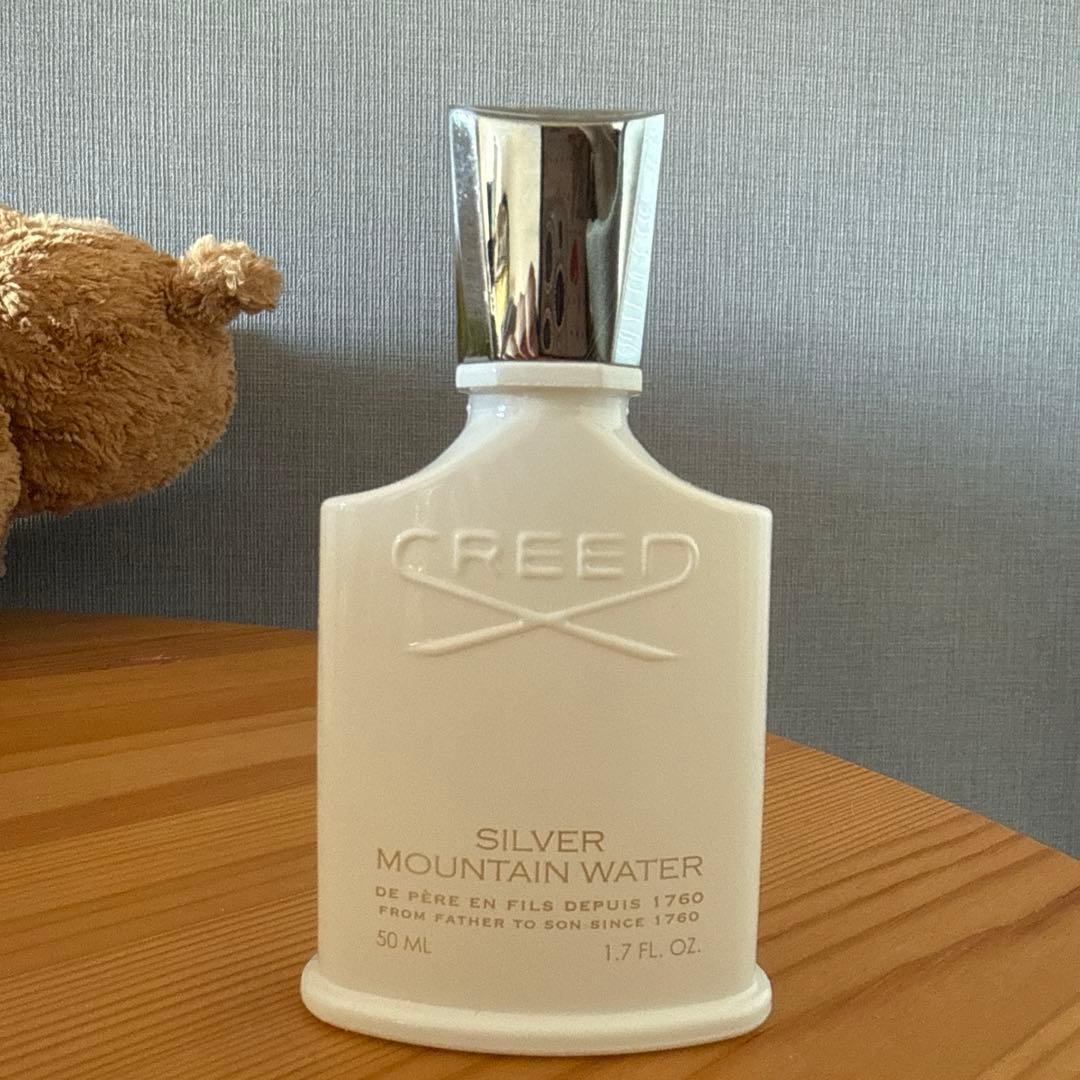 CREED
SILVER
MOUNTAIN WATER
DE PÈRE EN FILS DEPUIS 1760
FROM FATHER TO SON SINCE 1760
50 ML 1.7 FL. OZ.